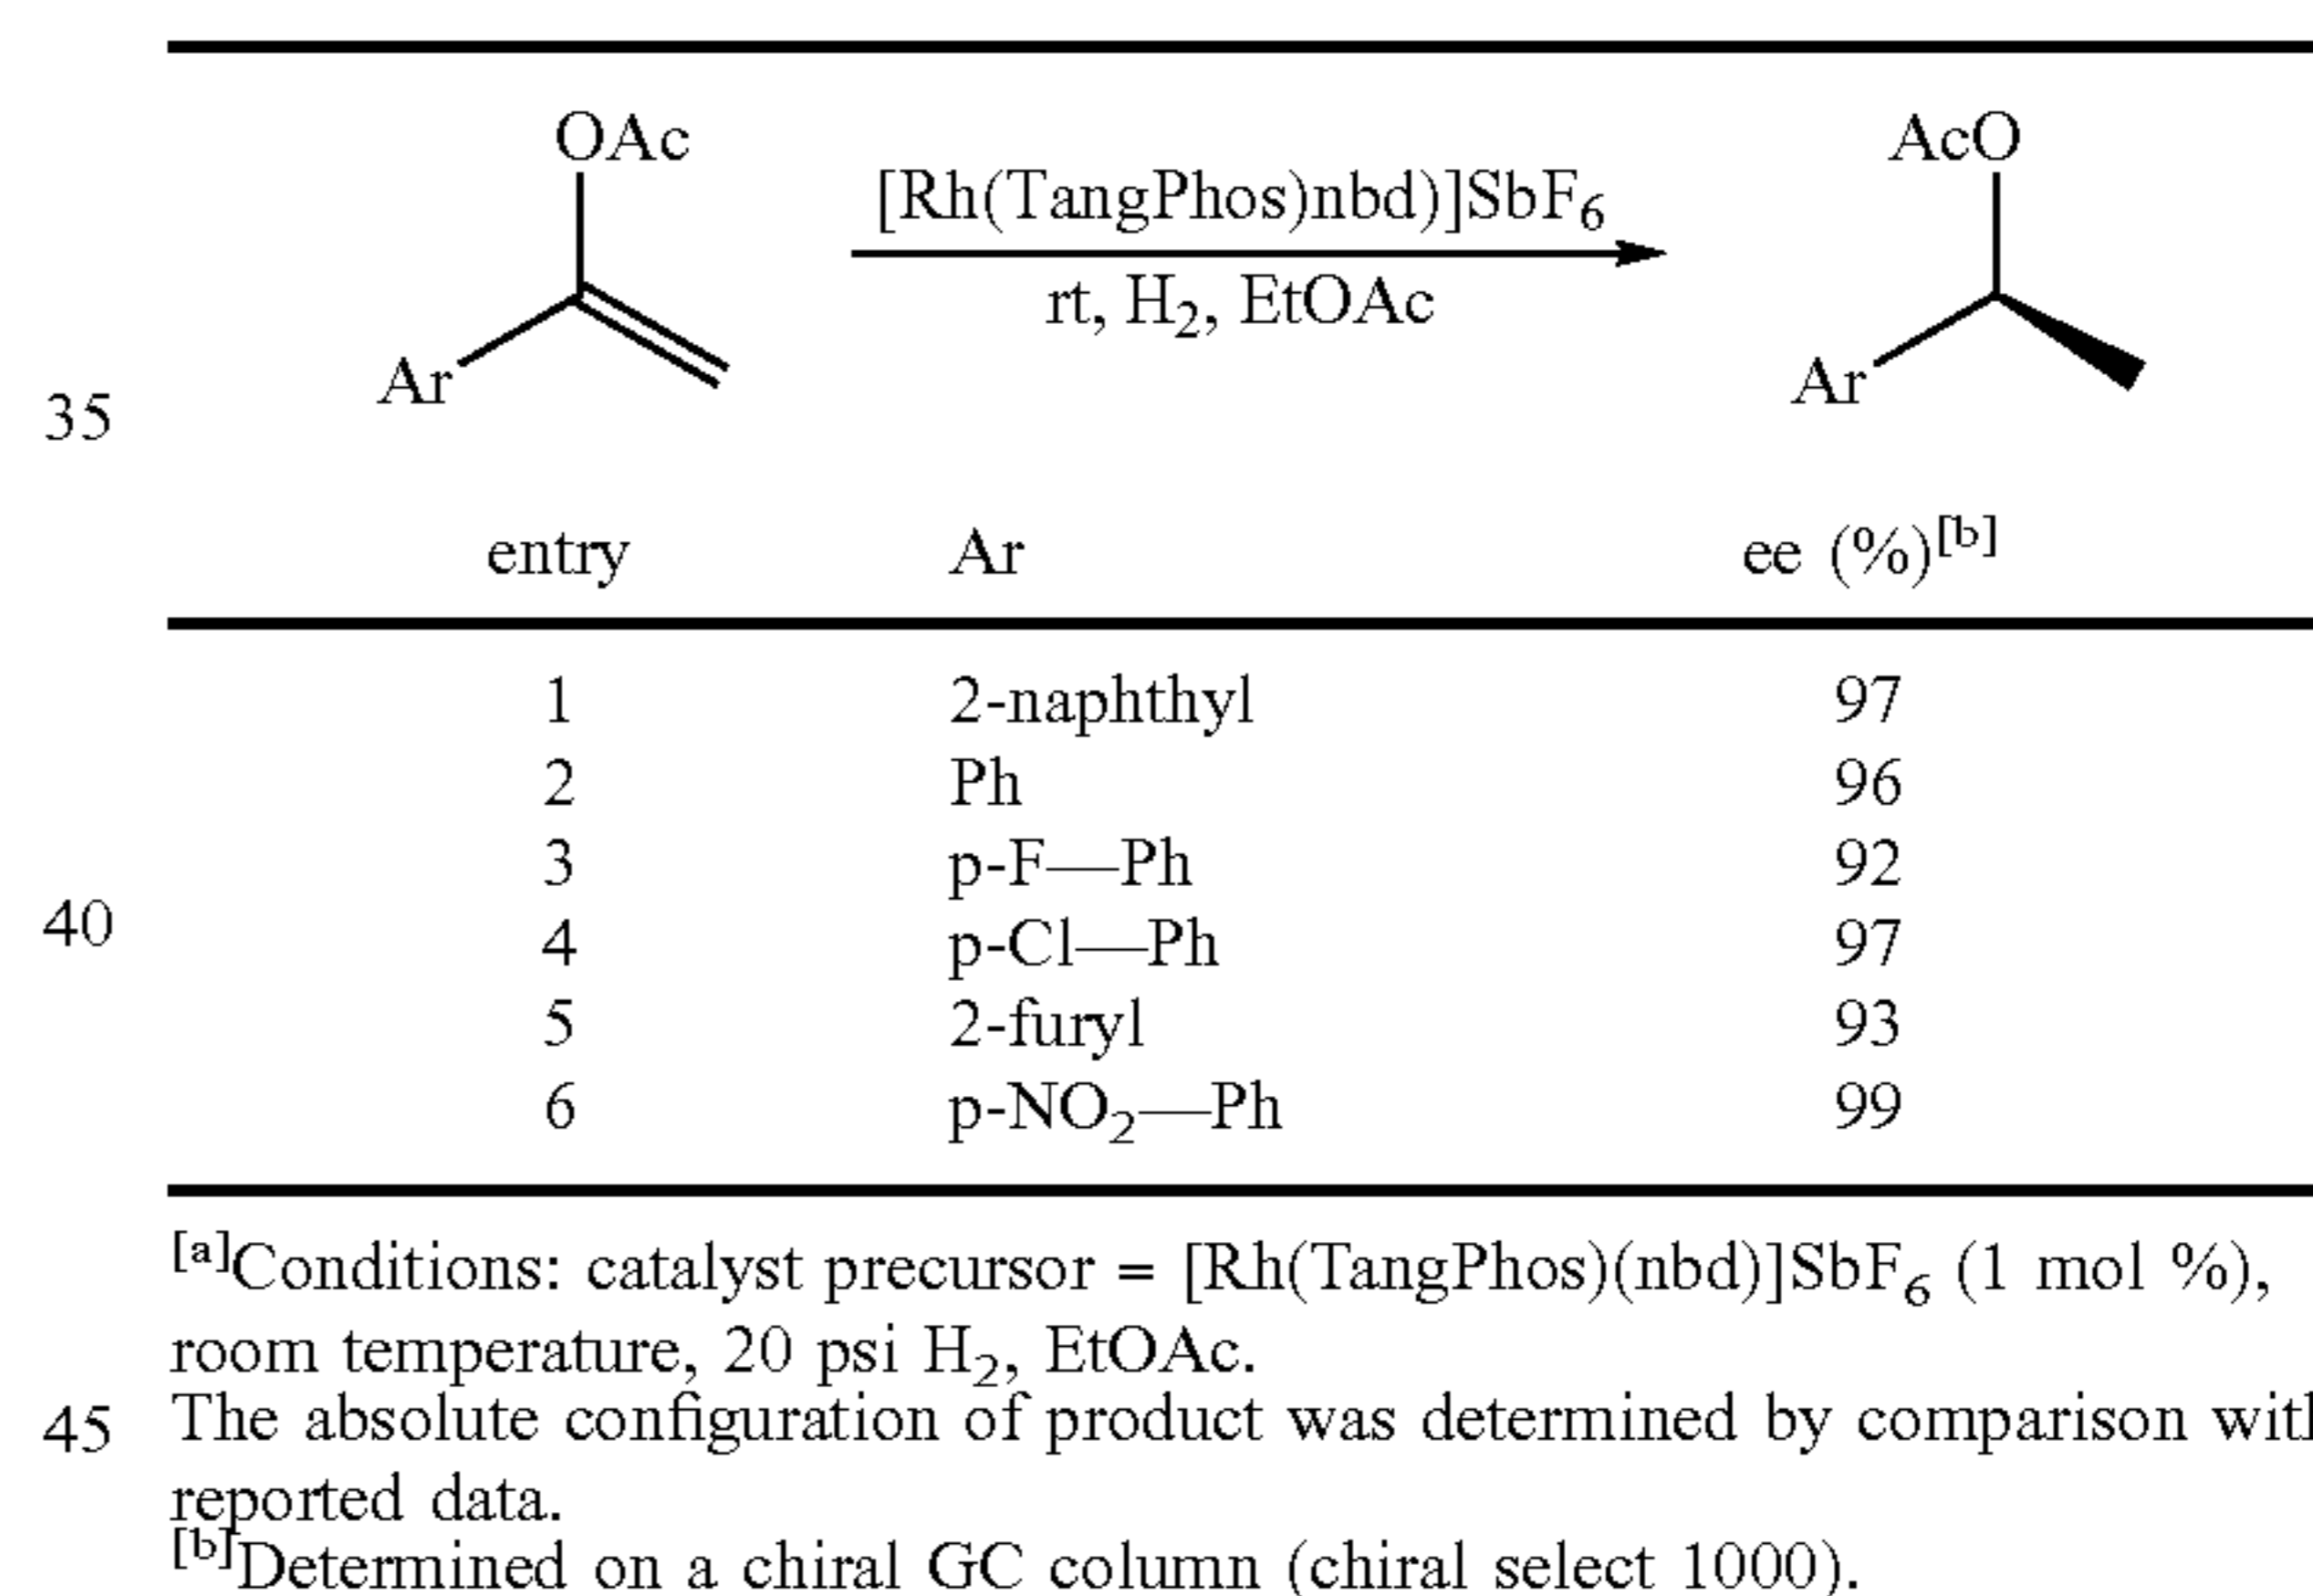 OAc
AcO
[Rh(TangPhos)nbd)]SbF6
rt, H2, EtOAc
Ar
Ar
35
entry Ar ee (%)[b]
1 2-naphthyl 97
2 Ph 96
3 p-F—Ph 92
40
4 p-Cl—Ph 97
5 2-furyl 93
6 p-NO2—Ph 99
[a]Conditions: catalyst precursor = [Rh(TangPhos)(nbd)]SbF6 (1 mol %),
room temperature, 20 psi H2, EtOAc.
45 The absolute configuration of product was determined by comparison with
reported data.
[b]Determined on a chiral GC column (chiral select 1000).